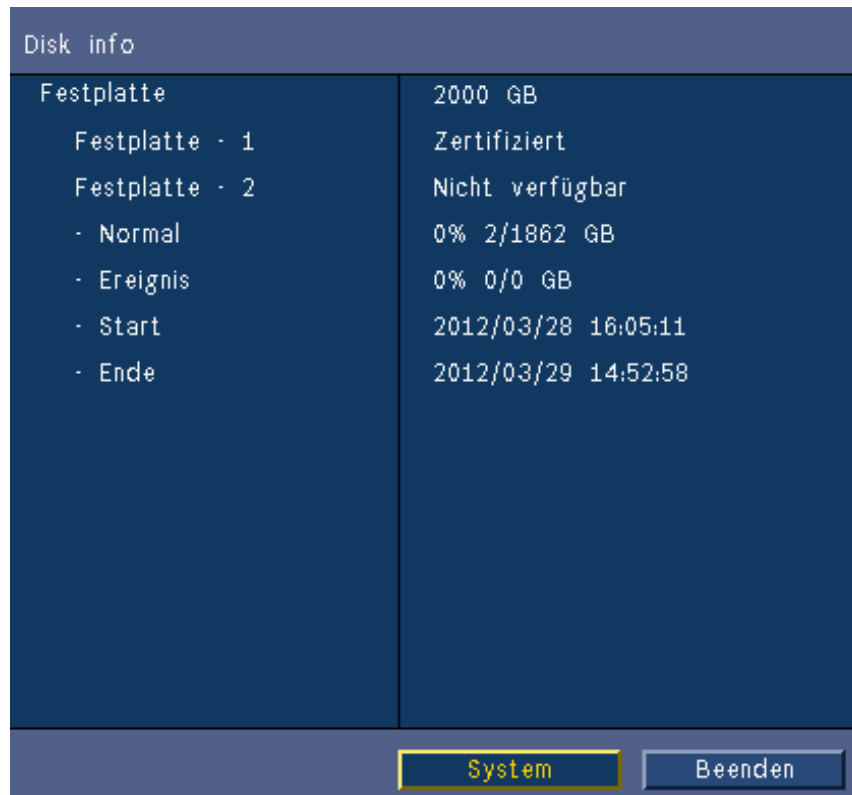 Disk info
Festplatte 2000 GB
Festplatte - 1 Zertifiziert
Festplatte - 2 Nicht verfügbar
- Normal 0% 2/1862 GB
- Ereignis 0% 0/0 GB
- Start 2012/03/28 16:05:11
- Ende 2012/03/29 14:52:58
System Beenden